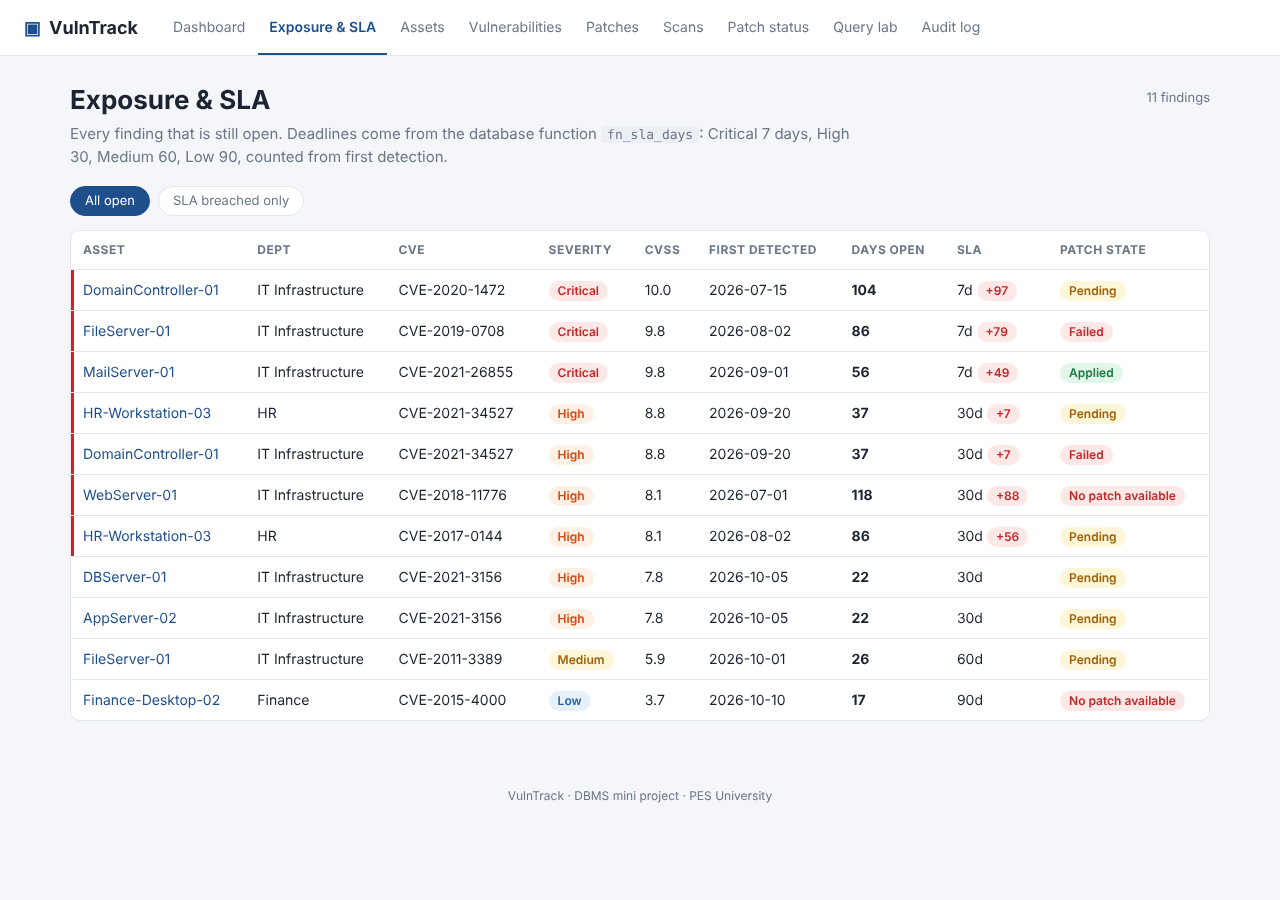 VulnTrack Dashboard Exposure & SLA Assets Vulnerabilities Patches Scans Patch status Query lab Audit log
Exposure & SLA
11 findings
Every finding that is still open. Deadlines come from the database function fn_sla_days: Critical 7 days, High
30, Medium 60, Low 90, counted from first detection.
All open SLA breached only
ASSET DEPT CVE SEVERITY CVSS FIRST DETECTED DAYS OPEN SLA PATCH STATE
DomainController-01 IT Infrastructure CVE-2020-1472 Critical 10.0 2026-07-15 104 7d +97 Pending
FileServer-01 IT Infrastructure CVE-2019-0708 Critical 9.8 2026-08-02 86 7d +79 Failed
MailServer-01 IT Infrastructure CVE-2021-26855 Critical 9.8 2026-09-01 56 7d +49 Applied
HR-Workstation-03 HR CVE-2021-34527 High 8.8 2026-09-20 37 30d +7 Pending
DomainController-01 IT Infrastructure CVE-2021-34527 High 8.8 2026-09-20 37 30d +7 Failed
WebServer-01 IT Infrastructure CVE-2018-11776 High 8.1 2026-07-01 118 30d +88 No patch available
HR-Workstation-03 HR CVE-2017-0144 High 8.1 2026-08-02 86 30d +56 Pending
DBServer-01 IT Infrastructure CVE-2021-3156 High 7.8 2026-10-05 22 30d Pending
AppServer-02 IT Infrastructure CVE-2021-3156 High 7.8 2026-10-05 22 30d Pending
FileServer-01 IT Infrastructure CVE-2011-3389 Medium 5.9 2026-10-01 26 60d Pending
Finance-Desktop-02 Finance CVE-2015-4000 Low 3.7 2026-10-10 17 90d No patch available
VulnTrack · DBMS mini project · PES University